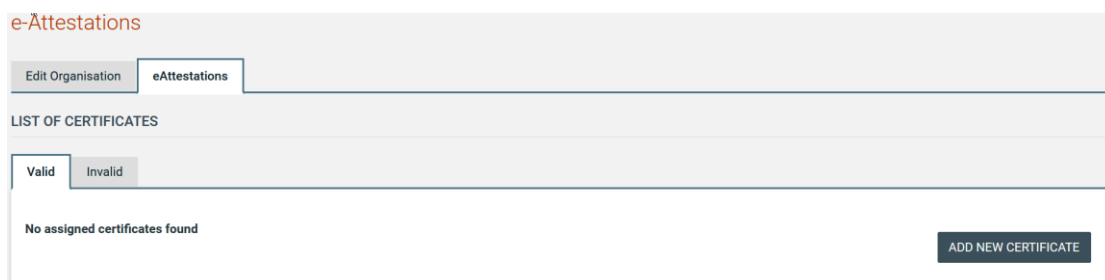 e-Attestations
Edit Organisation eAttestations
LIST OF CERTIFICATES
Valid Invalid
No assigned certificates found
ADD NEW CERTIFICATE